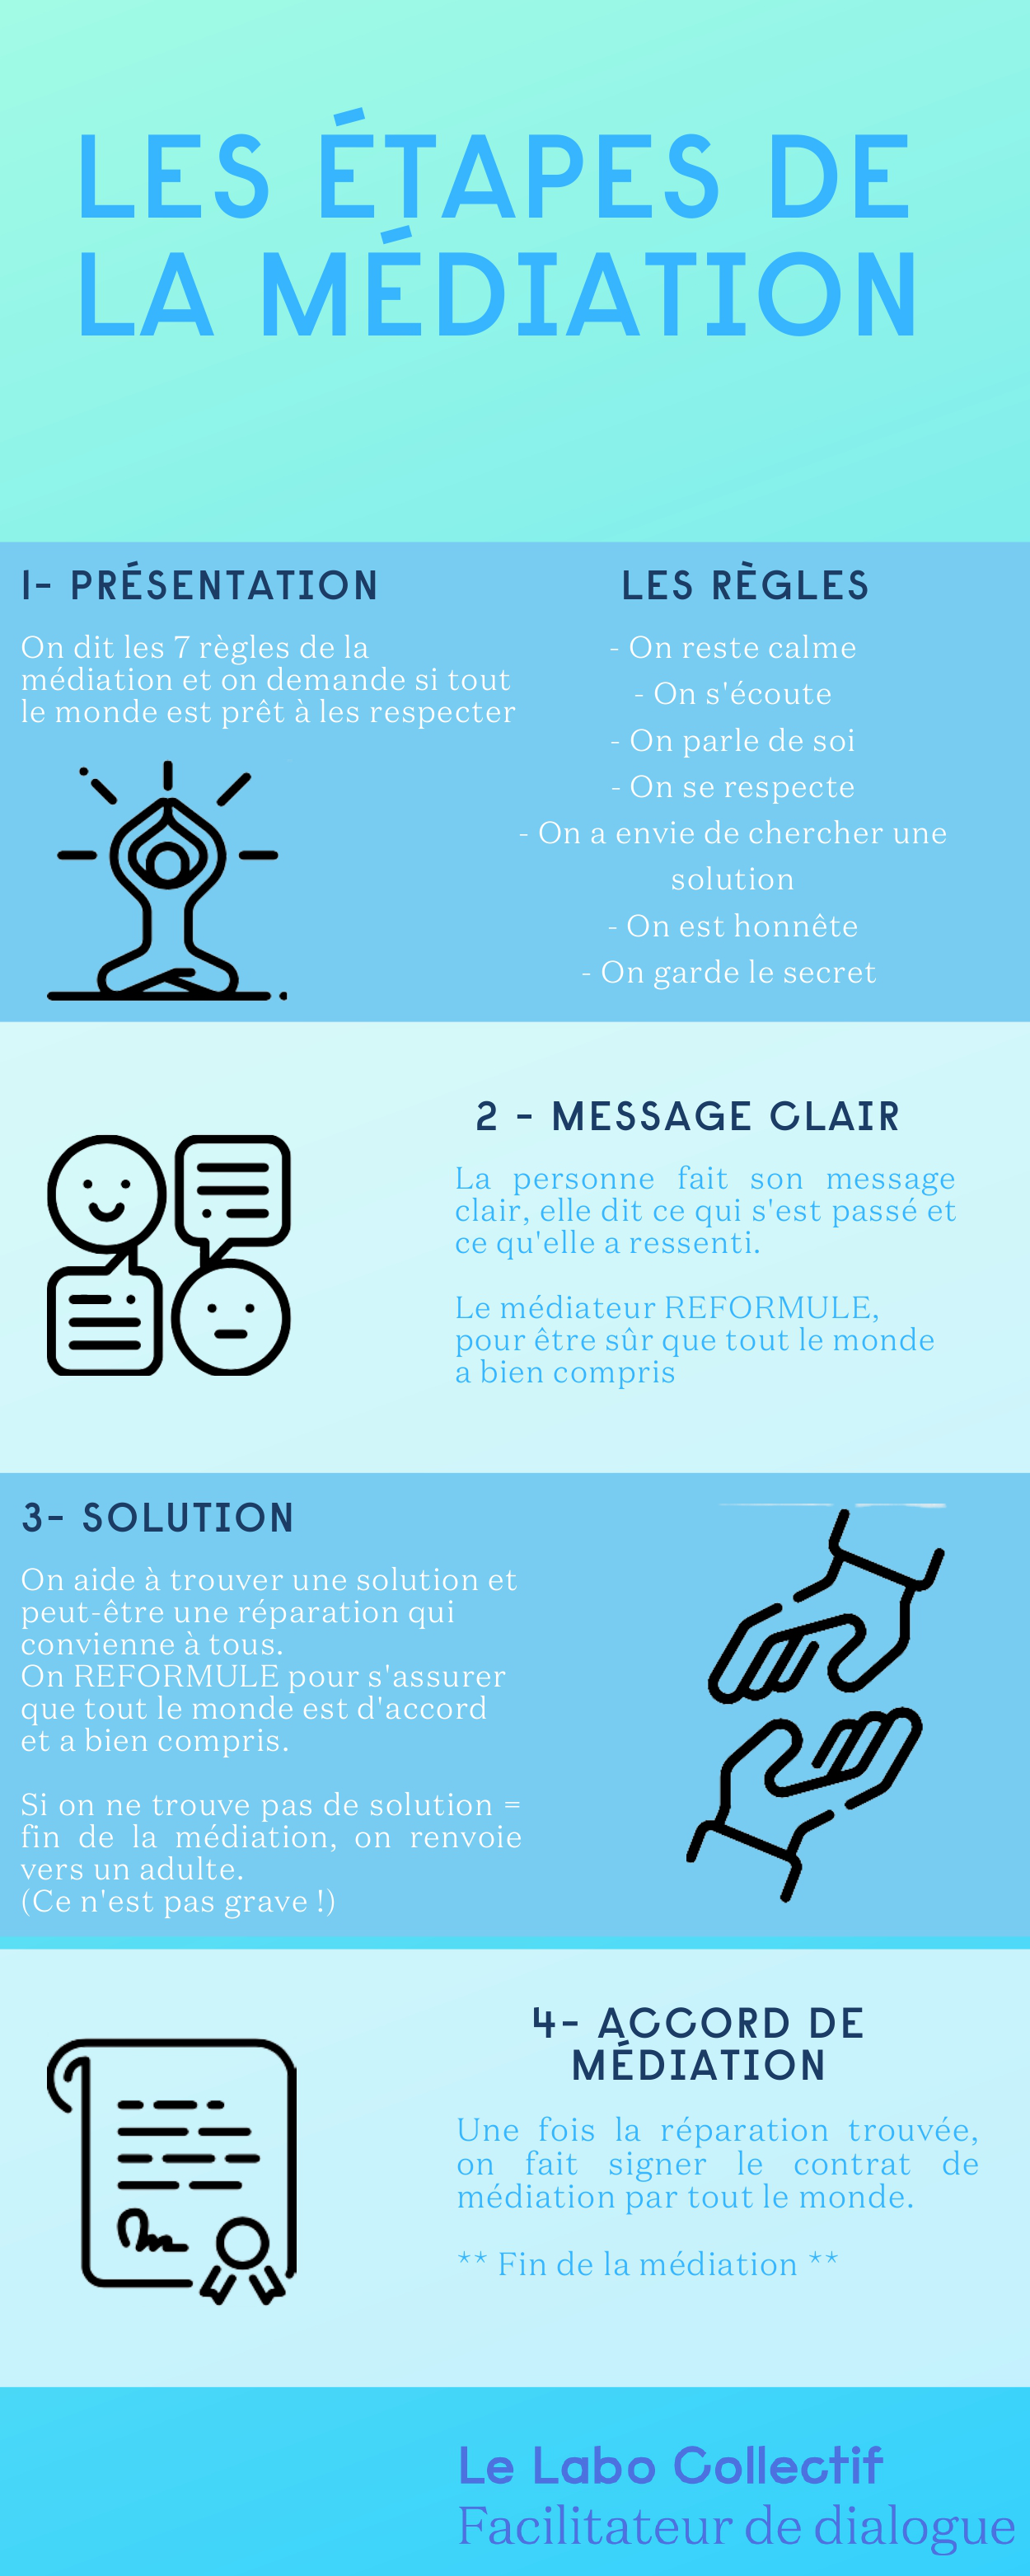 LES ÉTAPES DE
LA MÉDIATION
1- PRÉSENTATION
On dit les 7 règles de la
médiation et on demande si tout
le monde est prêt à les respecter
LES RÈGLES
- On reste calme
- On s'écoute
- On parle de soi
- On se respecte
- On a envie de chercher une
solution
- On est honnête
- On garde le secret
2 - MESSAGE CLAIR
La personne fait son message
clair, elle dit ce qui s'est passé et
ce qu'elle a ressenti.
Le médiateur REFORMULE,
pour être sûr que tout le monde
a bien compris
3- SOLUTION
On aide à trouver une solution et
peut-être une réparation qui
convienne à tous.
On REFORMULE pour s'assurer
que tout le monde est d'accord
et a bien compris.
Si on ne trouve pas de solution =
fin de la médiation, on renvoie
vers un adulte.
(Ce n'est pas grave !)
4- ACCORD DE
MÉDIATION
Une fois la réparation trouvée,
on fait signer le contrat de
médiation par tout le monde.
** Fin de la médiation **
Le Labo Collectif
Facilitateur de dialogue